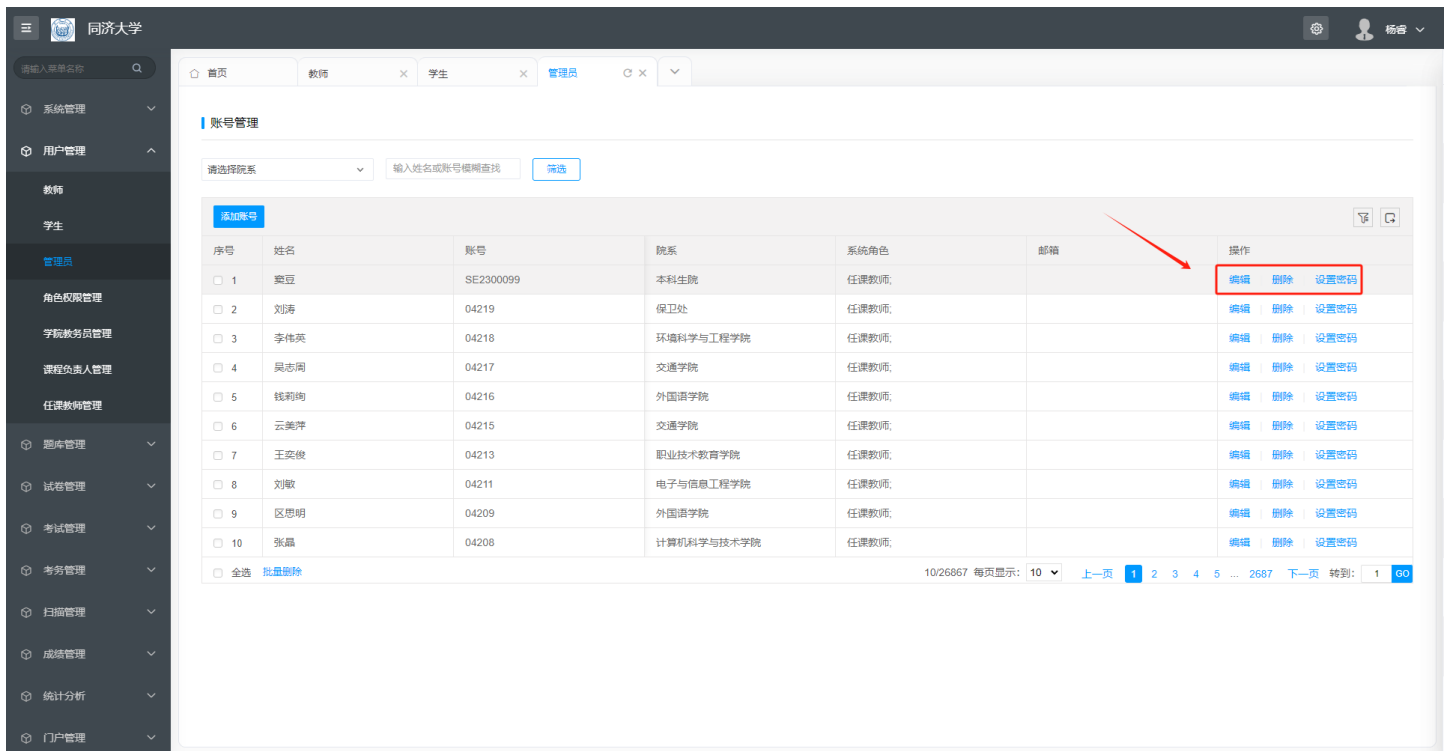 同济大学
杨睿
请输入菜单名称
首页 教师 学生 管理员
系统管理
用户管理
教师
学生
管理员
角色权限管理
学院教务员管理
课程负责人管理
任课教师管理
题库管理
试卷管理
考试管理
考务管理
扫描管理
成绩管理
统计分析
门户管理
账号管理
请选择院系 输入姓名或账号模糊查找 筛选
添加账号
序号 姓名 账号 院系 系统角色 邮箱 操作
1 窦豆 SE2300099 本科生院 任课教师; 编辑 删除 设置密码
2 刘涛 04219 保卫处 任课教师; 编辑 删除 设置密码
3 李伟英 04218 环境科学与工程学院 任课教师; 编辑 删除 设置密码
4 吴志周 04217 交通学院 任课教师; 编辑 删除 设置密码
5 钱莉绚 04216 外国语学院 任课教师; 编辑 删除 设置密码
6 云美萍 04215 交通学院 任课教师; 编辑 删除 设置密码
7 王奕俊 04213 职业技术教育学院 任课教师; 编辑 删除 设置密码
8 刘敏 04211 电子与信息工程学院 任课教师; 编辑 删除 设置密码
9 区思明 04209 外国语学院 任课教师; 编辑 删除 设置密码
10 张晶 04208 计算机科学与技术学院 任课教师; 编辑 删除 设置密码
全选 批量删除 10/26867 每页显示: 10 上一页 1 2 3 4 5 ... 2687 下一页 转到: 1 GO